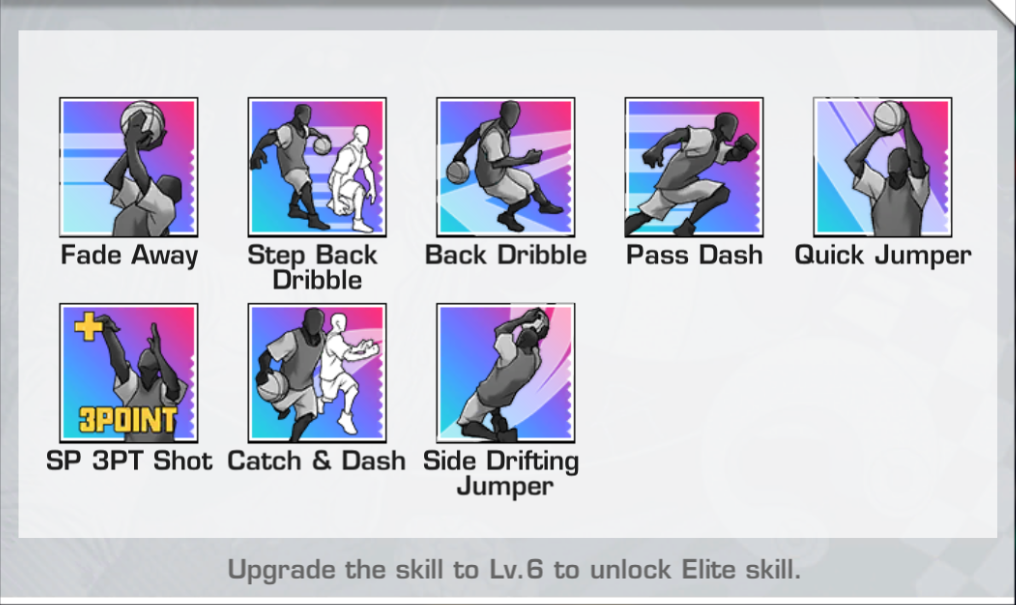 Fade Away
Step Back
Dribble
Back Dribble
Pass Dash
Quick Jumper
+
3POINT
SP 3PT Shot
Catch & Dash
Side Drifting
Jumper
Upgrade the skill to Lv.6 to unlock Elite skill.